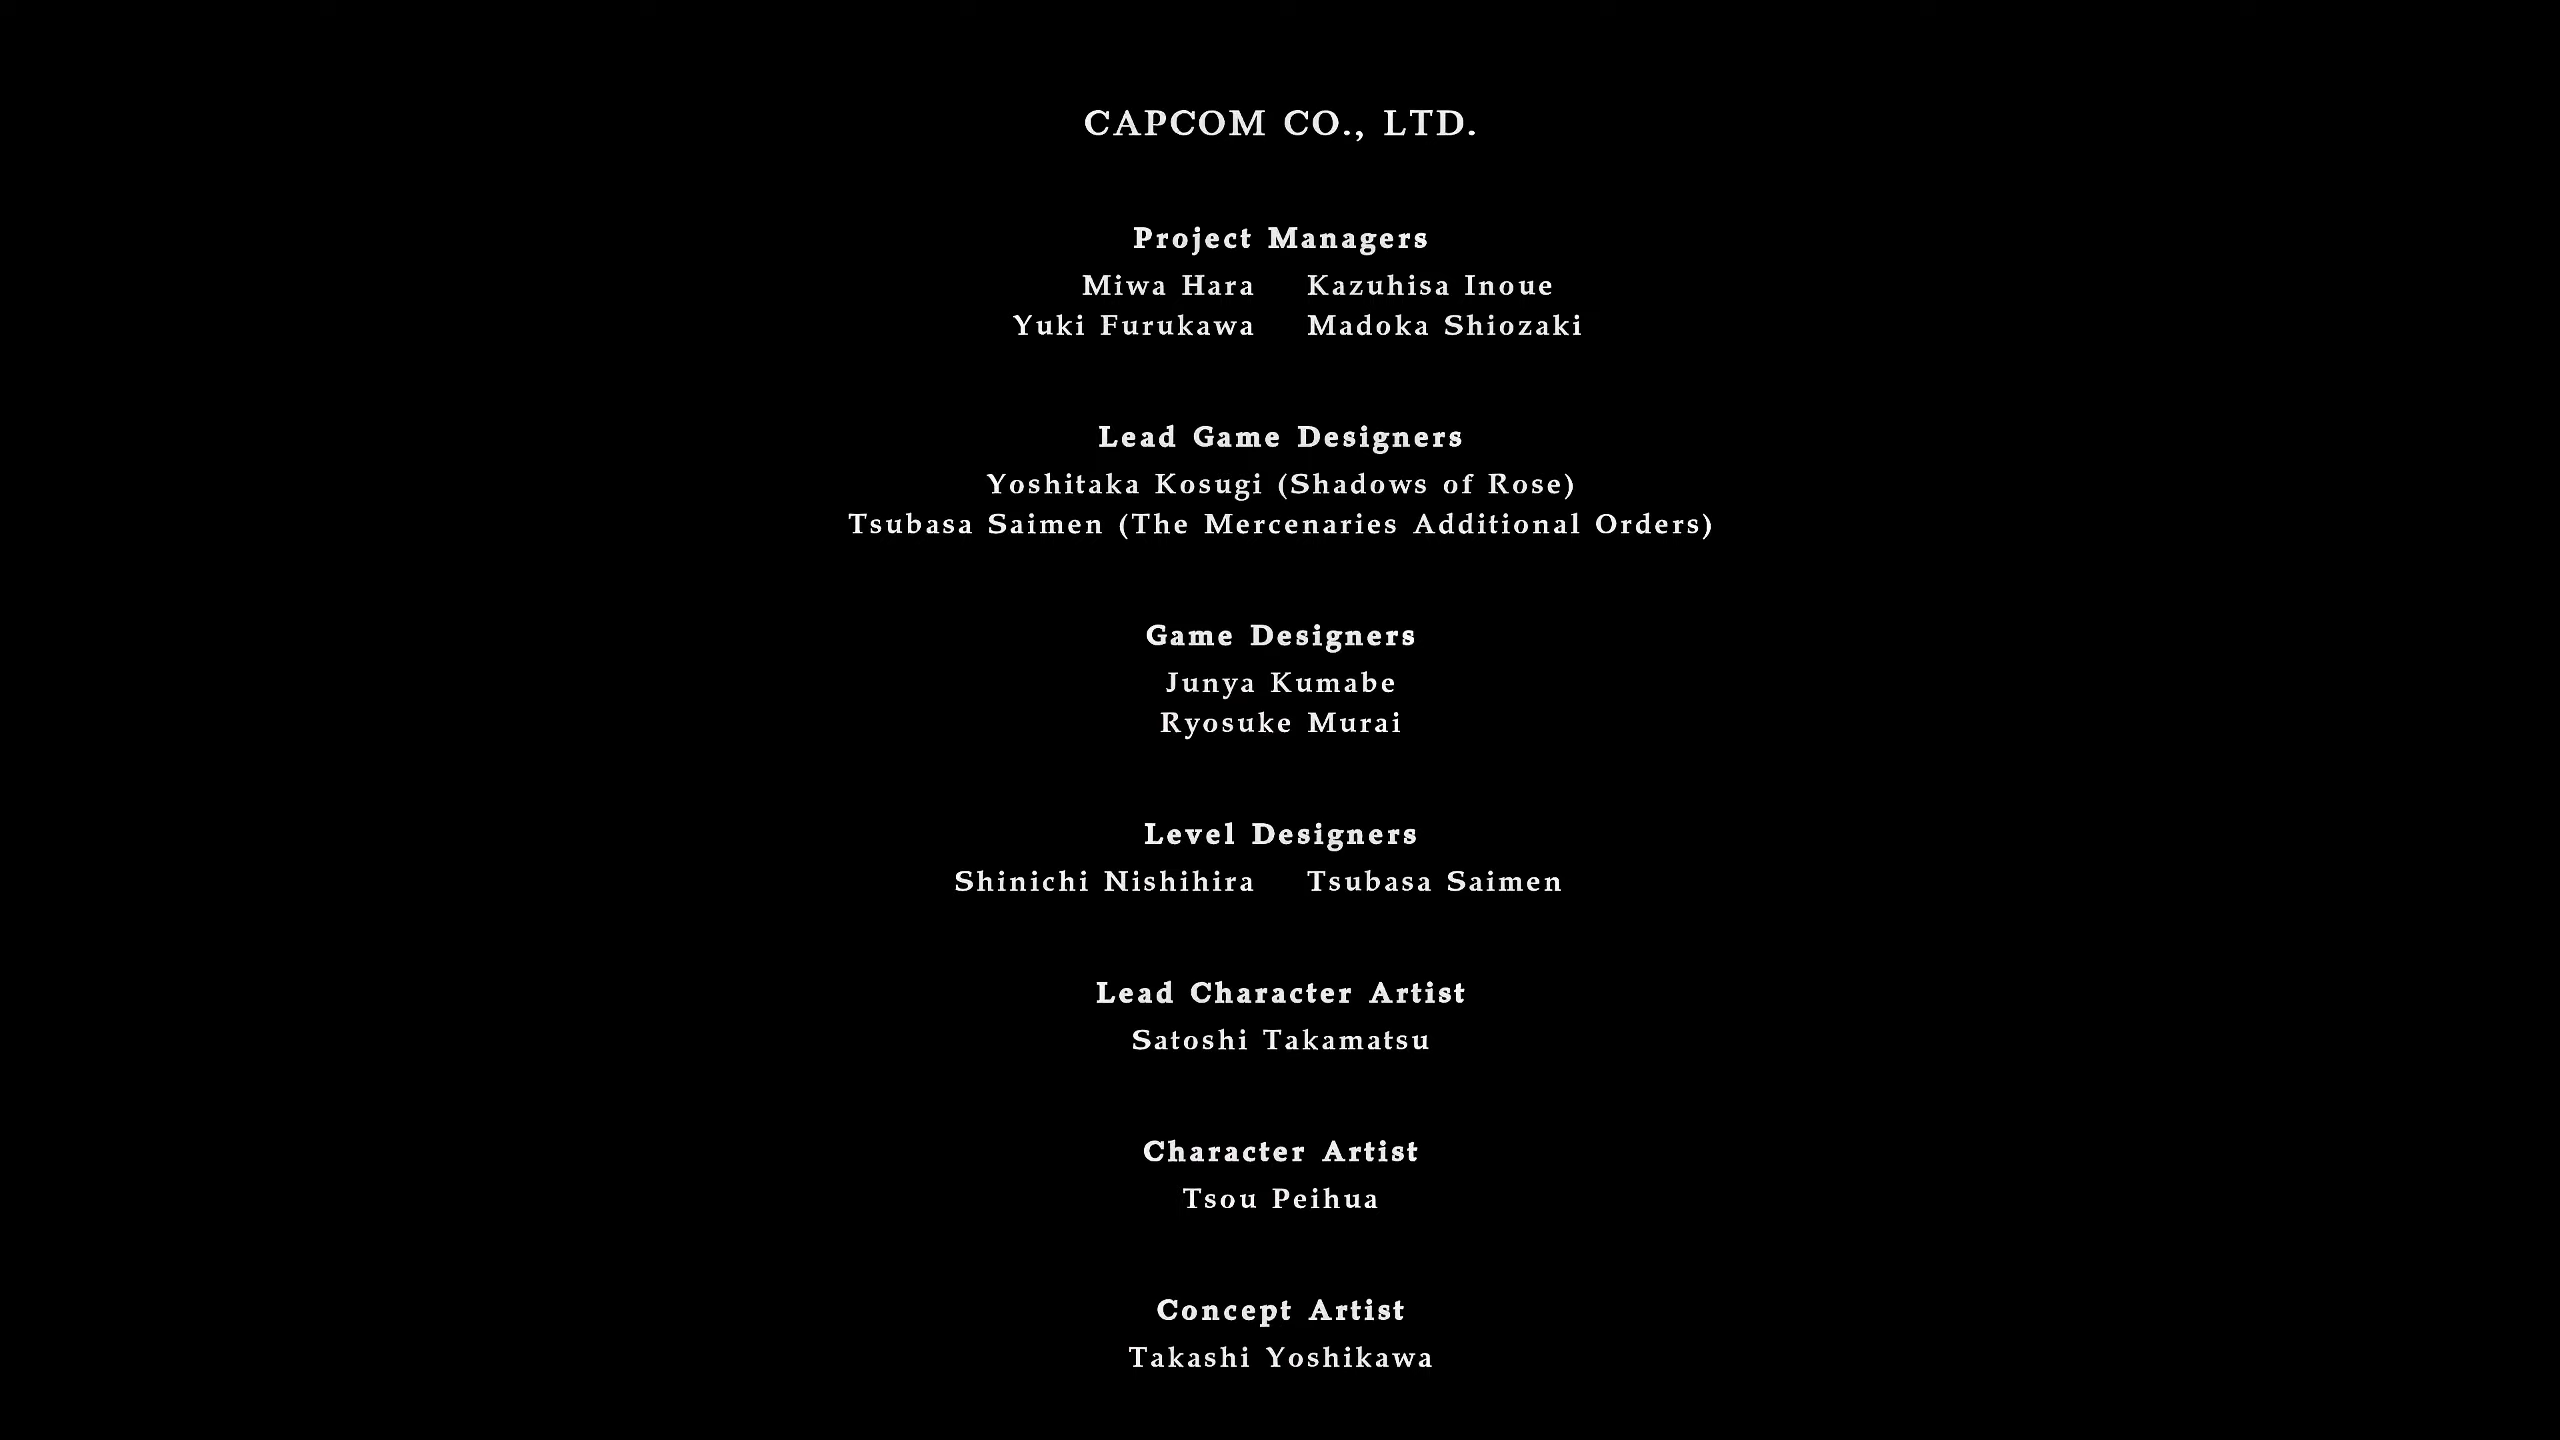 CAPCOM CO., LTD.
Project Managers
Miwa Hara Kazuhisa Inoue
Yuki Furukawa Madoka Shiozaki
Lead Game Designers
Yoshitaka Kosugi (Shadows of Rose)
Tsubasa Saimen (The Mercenaries Additional Orders)
Game Designers
Junya Kumabe
Ryosuke Murai
Level Designers
Shinichi Nishihira Tsubasa Saimen
Lead Character Artist
Satoshi Takamatsu
Character Artist
Tsou Peihua
Concept Artist
Takashi Yoshikawa